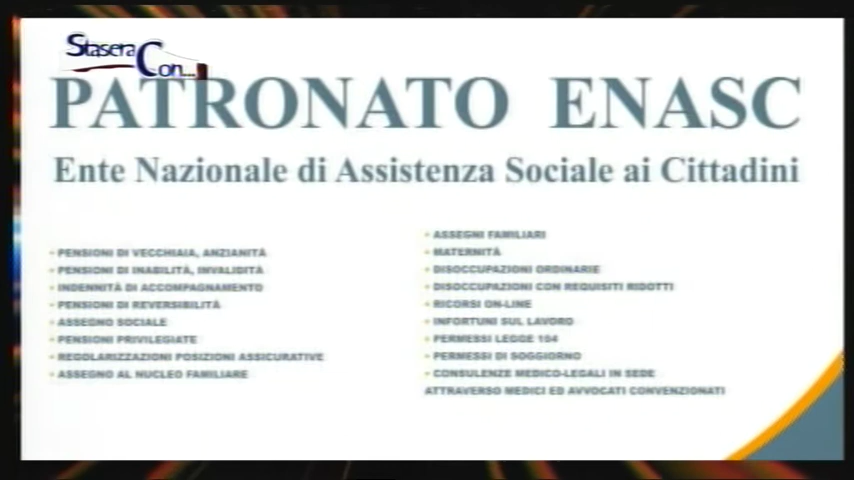 Stasera
Con...
PATRONATO ENASC
Ente Nazionale di Assistenza Sociale ai Cittadini
• PENSIONI DI VECCHIAIA, ANZIANITÀ
• PENSIONI DI INABILITÀ, INVALIDITÀ
• INDENNITÀ DI ACCOMPAGNAMENTO
• PENSIONI DI REVERSIBILITÀ
• ASSEGNO SOCIALE
• PENSIONI PRIVILEGIATE
• REGOLARIZZAZIONI POSIZIONI ASSICURATIVE
• ASSEGNO AL NUCLEO FAMILIARE
• ASSEGNI FAMILIARI
• MATERNITÀ
• DISOCCUPAZIONI ORDINARIE
• DISOCCUPAZIONI CON REQUISITI RIDOTTI
• RICORSI ON-LINE
• INFORTUNI SUL LAVORO
• PERMESSI LEGGE 104
• PERMESSI DI SOGGIORNO
• CONSULENZE MEDICO-LEGALI IN SEDE
ATTRAVERSO MEDICI ED AVVOCATI CONVENZIONATI